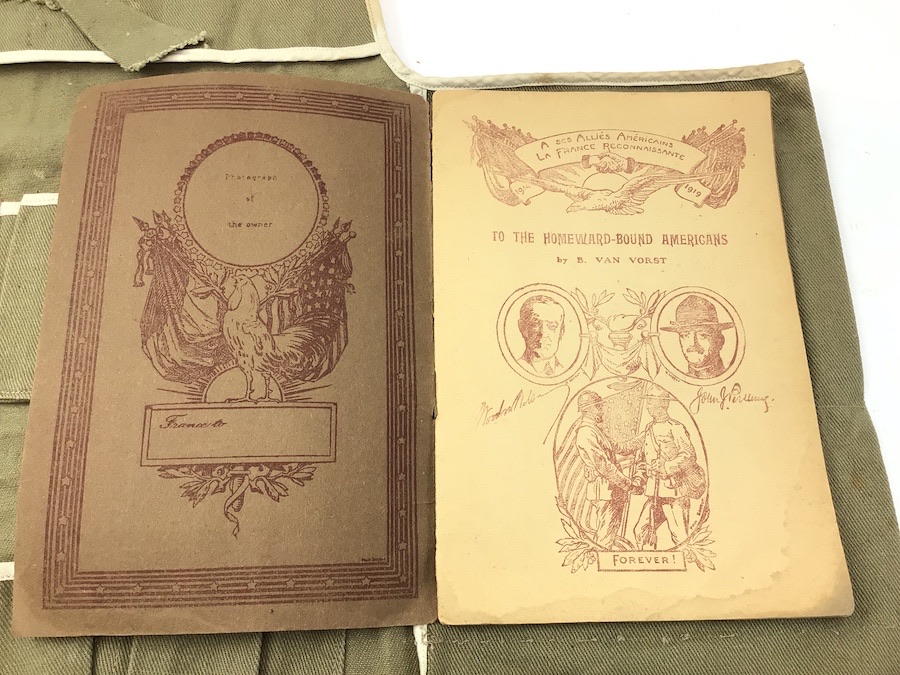 Photograph
of
the owner
France to
A SES ALLIÉS AMÉRICAINS
LA FRANCE RECONNAISSANTE
191
1919
TO THE HOMEWARD-BOUND AMERICANS
by B. VAN VORST
Woodrow Wilson
John J Pershing.
FOREVER!